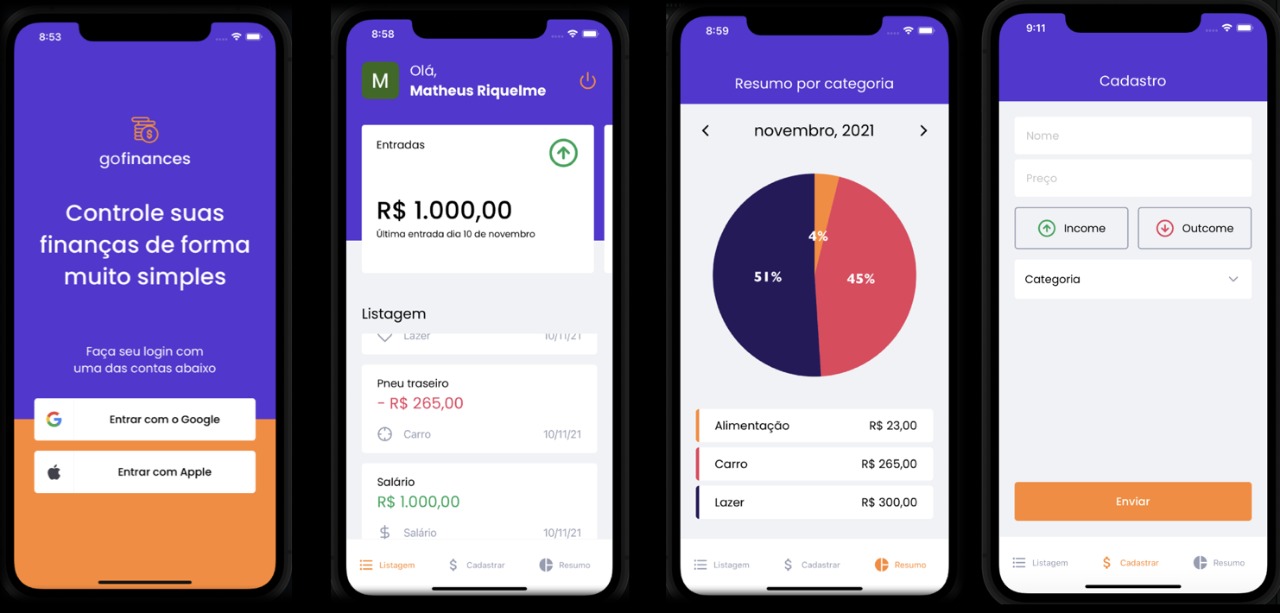 8:53
gofinances
Controle suas
finanças de forma
muito simples
Faça seu login com
uma das contas abaixo
Entrar com o Google
Entrar com Apple
8:58
M
Olá,
Matheus Riquelme
Entradas
R$ 1.000,00
Última entrada dia 10 de novembro
Listagem
Lazer 10/11/21
Pneu traseiro
- R$ 265,00
Carro 10/11/21
Salário
R$ 1.000,00
Salário 10/11/21
Listagem Cadastrar Resumo
8:59
Resumo por categoria
novembro, 2021
4%
51%
45%
Alimentação R$ 23,00
Carro R$ 265,00
Lazer R$ 300,00
Listagem Cadastrar Resumo
9:11
Cadastro
Nome
Preço
Income Outcome
Categoria
Enviar
Listagem Cadastrar Resumo